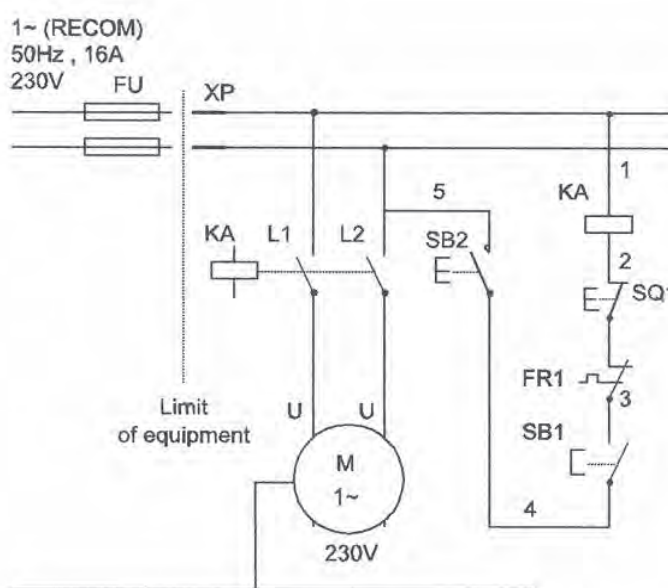 1~ (RECOM)
50Hz , 16A
230V
FU
XP
1
5
KA
KA
L1
L2
SB2
2
SQ1
FR1
3
Limit
of equipment
U
U
SB1
M
1~
4
230V